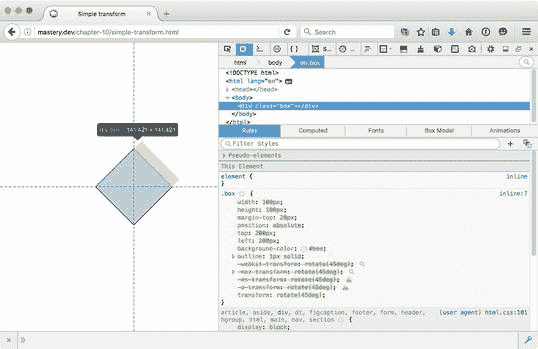 Simple transform
mastery.dev/chapter-10/simple-transform.html
Search
html
body
div.box
<!DOCTYPE html>
<html lang="en">
<head></head>
<body>
<div class="box"></div>
</body>
Rules
Computed
Fonts
Box Model
Animations
Filter Styles
Pseudo-elements
This Element
element {
inline
}
.box {
inline:7
width: 100px;
height: 100px;
margin-top: 20px;
position: absolute;
top: 200px;
left: 200px;
background-color: #eee;
outline: 1px solid;
-webkit-transform: rotate(45deg);
-moz-transform: rotate(45deg);
-ms-transform: rotate(45deg);
-o-transform: rotate(45deg);
transform: rotate(45deg);
}
article, aside, div, dt, figcaption, footer, form, header,
(user agent) html.css:101
hgroup, html, main, nav, section {
display: block;
div.box 141.421 × 141.421